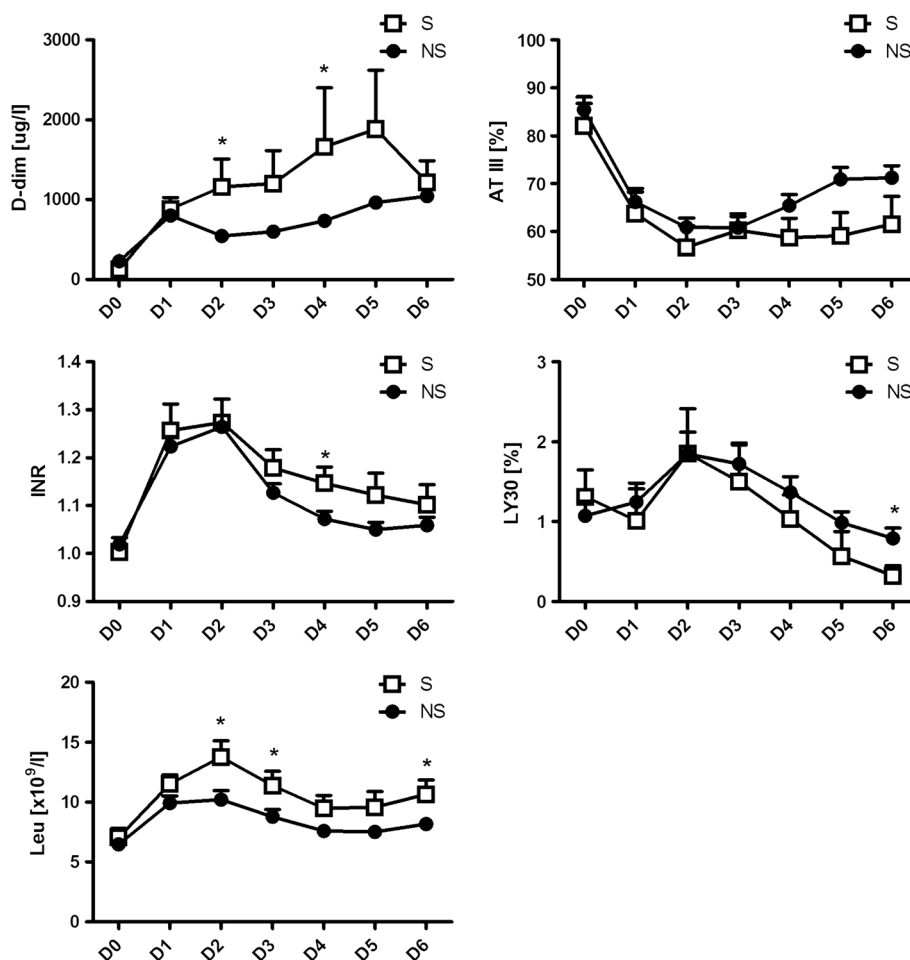 S
NS
3000
2000
1000
0
D-dim [ug/l]
*
*
D0 D1 D2 D3 D4 D5 D6
S
NS
100
90
80
70
60
50
AT III [%]
D0 D1 D2 D3 D4 D5 D6
S
NS
1.4
1.3
1.2
1.1
1.0
0.9
INR
*
D0 D1 D2 D3 D4 D5 D6
S
NS
3
2
1
0
LY30 [%]
*
D0 D1 D2 D3 D4 D5 D6
S
NS
20
15
10
5
0
Leu [x10⁹/l]
*
*
*
D0 D1 D2 D3 D4 D5 D6